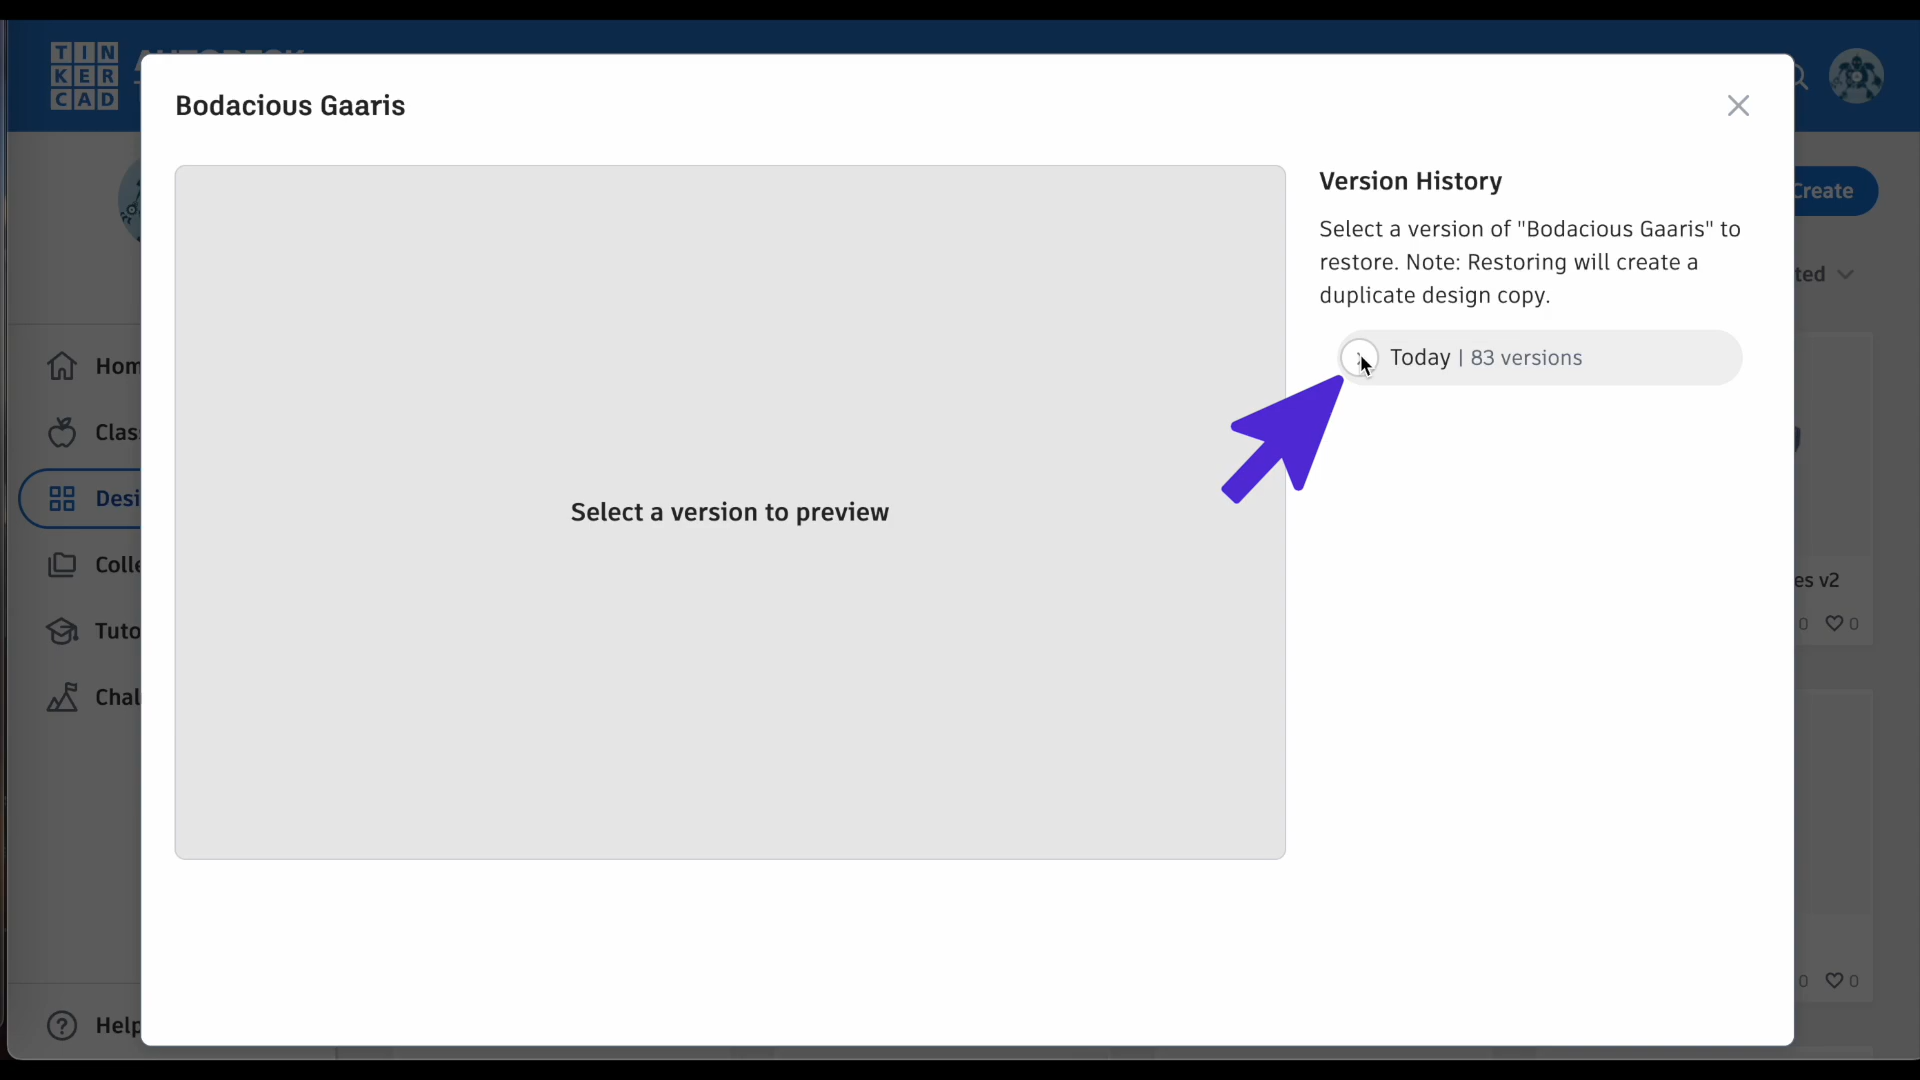 TIN
KER
CAD
AUTODESK
Bodacious Gaaris
Version History
Select a version of "Bodacious Gaaris" to
restore. Note: Restoring will create a
duplicate design copy.
Today | 83 versions
Select a version to preview
Create
ted
Hom
Clas
Desi
Colle
Tuto
Chal
Help
es v2
0
0
0
0